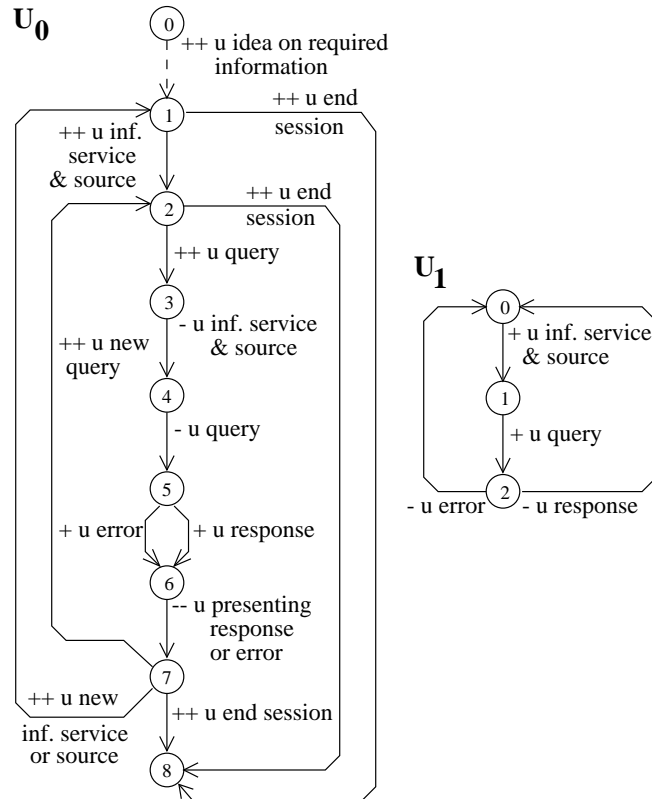 U0
0
++ u idea on required
information
1
++ u end
session
++ u inf.
service
& source
2
++ u end
session
++ u query
3
- u inf. service
& source
++ u new
query
4
- u query
5
+ u error
+ u response
6
-- u presenting
response
or error
7
++ u new
inf. service
or source
++ u end session
8
U1
0
+ u inf. service
& source
1
+ u query
2
- u error
- u response